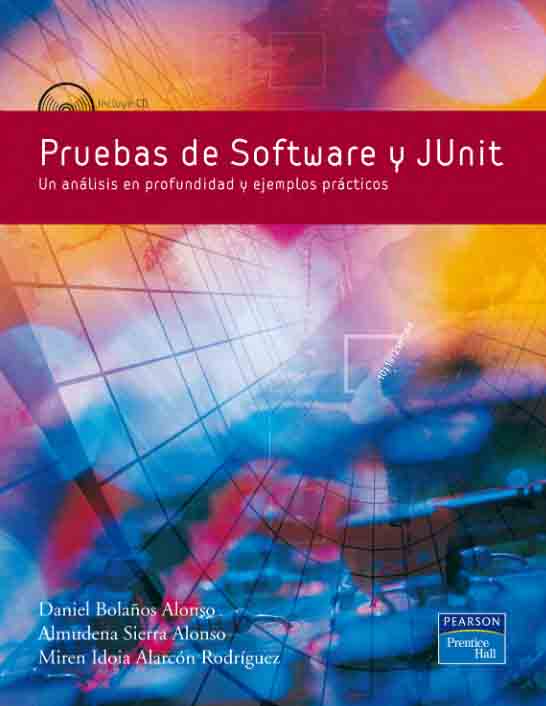 Incluye CD
Pruebas de Software y JUnit
Un análisis en profundidad y ejemplos prácticos
Daniel Bolaños Alonso
Almudena Sierra Alonso
Miren Idoia Alarcón Rodríguez
PEARSON
Prentice
Hall